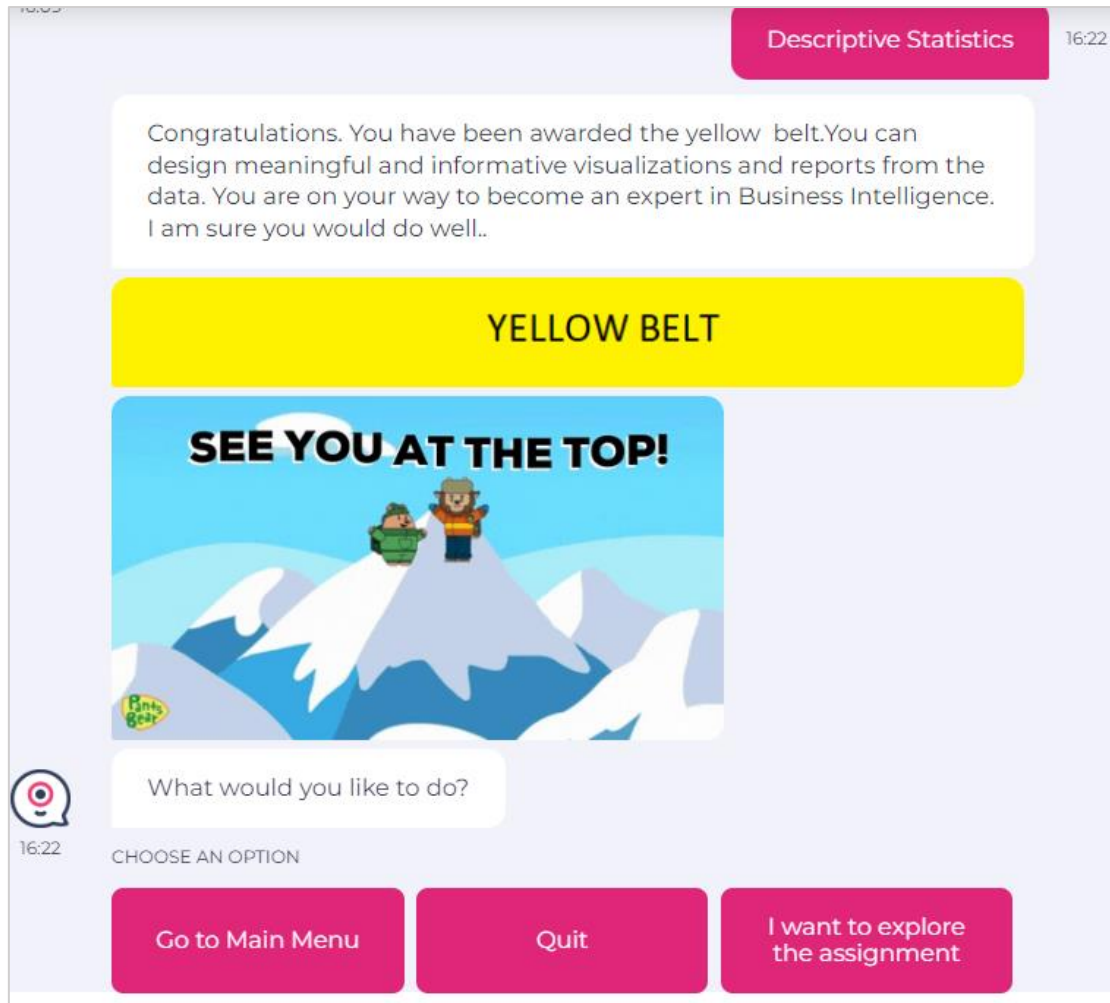 Descriptive Statistics
16:22
Congratulations. You have been awarded the yellow  belt.You can
design meaningful and informative visualizations and reports from the
data. You are on your way to become an expert in Business Intelligence.
I am sure you would do well..
YELLOW BELT
SEE YOU AT THE TOP!
Pants
Bear
What would you like to do?
16:22
CHOOSE AN OPTION
Go to Main Menu
Quit
I want to explore
the assignment